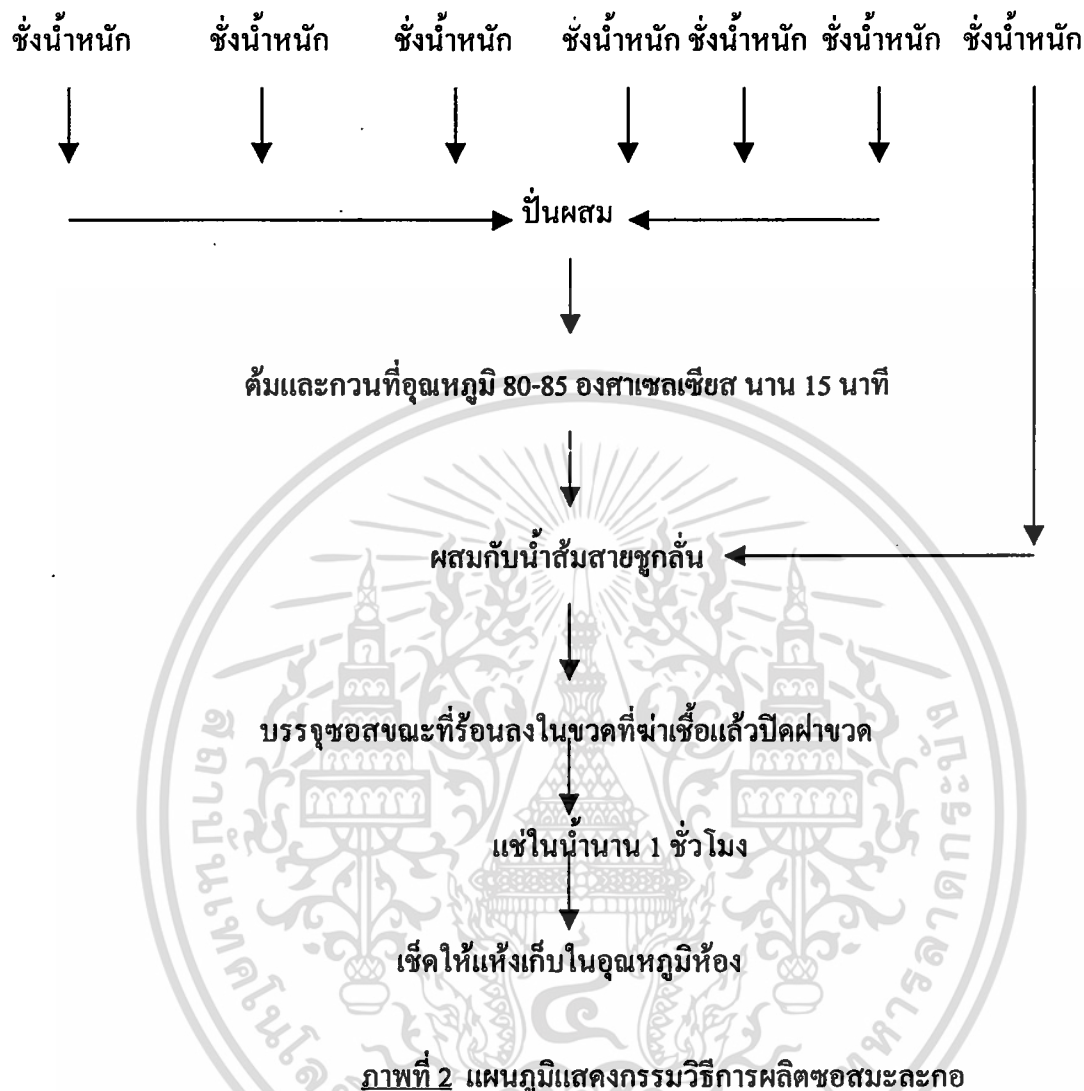 ชั่งน้ำหนัก ชั่งน้ำหนัก ชั่งน้ำหนัก ชั่งน้ำหนัก ชั่งน้ำหนัก ชั่งน้ำหนัก ชั่งน้ำหนัก
ปั่นผสม
ต้มและกวนที่อุณหภูมิ 80-85 องศาเซลเซียส นาน 15 นาที
ผสมกับน้ำส้มสายชูกลั่น
บรรจุซอสขณะที่ร้อนลงในขวดที่ฆ่าเชื้อแล้วปิดฝาขวด
แช่ในน้ำนาน 1 ชั่วโมง
เช็ดให้แห้งเก็บในอุณหภูมิห้อง
ภาพที่ 2 แผนภูมิแสดงกรรมวิธีการผลิตซอสมะละกอ